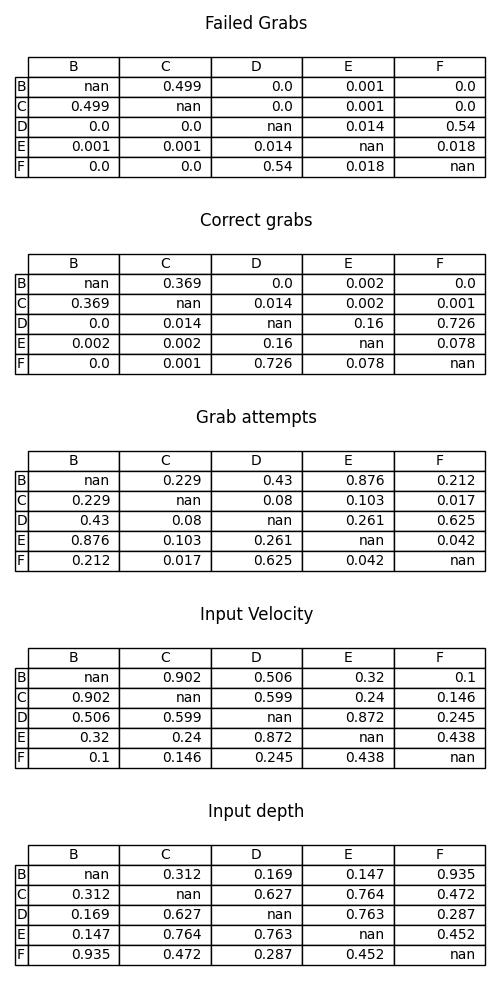 Failed Grabs
B C D E F
B nan 0.499 0.0 0.001 0.0
C 0.499 nan 0.0 0.001 0.0
D 0.0 0.0 nan 0.014 0.54
E 0.001 0.001 0.014 nan 0.018
F 0.0 0.0 0.54 0.018 nan
Correct grabs
B C D E F
B nan 0.369 0.0 0.002 0.0
C 0.369 nan 0.014 0.002 0.001
D 0.0 0.014 nan 0.16 0.726
E 0.002 0.002 0.16 nan 0.078
F 0.0 0.001 0.726 0.078 nan
Grab attempts
B C D E F
B nan 0.229 0.43 0.876 0.212
C 0.229 nan 0.08 0.103 0.017
D 0.43 0.08 nan 0.261 0.625
E 0.876 0.103 0.261 nan 0.042
F 0.212 0.017 0.625 0.042 nan
Input Velocity
B C D E F
B nan 0.902 0.506 0.32 0.1
C 0.902 nan 0.599 0.24 0.146
D 0.506 0.599 nan 0.872 0.245
E 0.32 0.24 0.872 nan 0.438
F 0.1 0.146 0.245 0.438 nan
Input depth
B C D E F
B nan 0.312 0.169 0.147 0.935
C 0.312 nan 0.627 0.764 0.472
D 0.169 0.627 nan 0.763 0.287
E 0.147 0.764 0.763 nan 0.452
F 0.935 0.472 0.287 0.452 nan